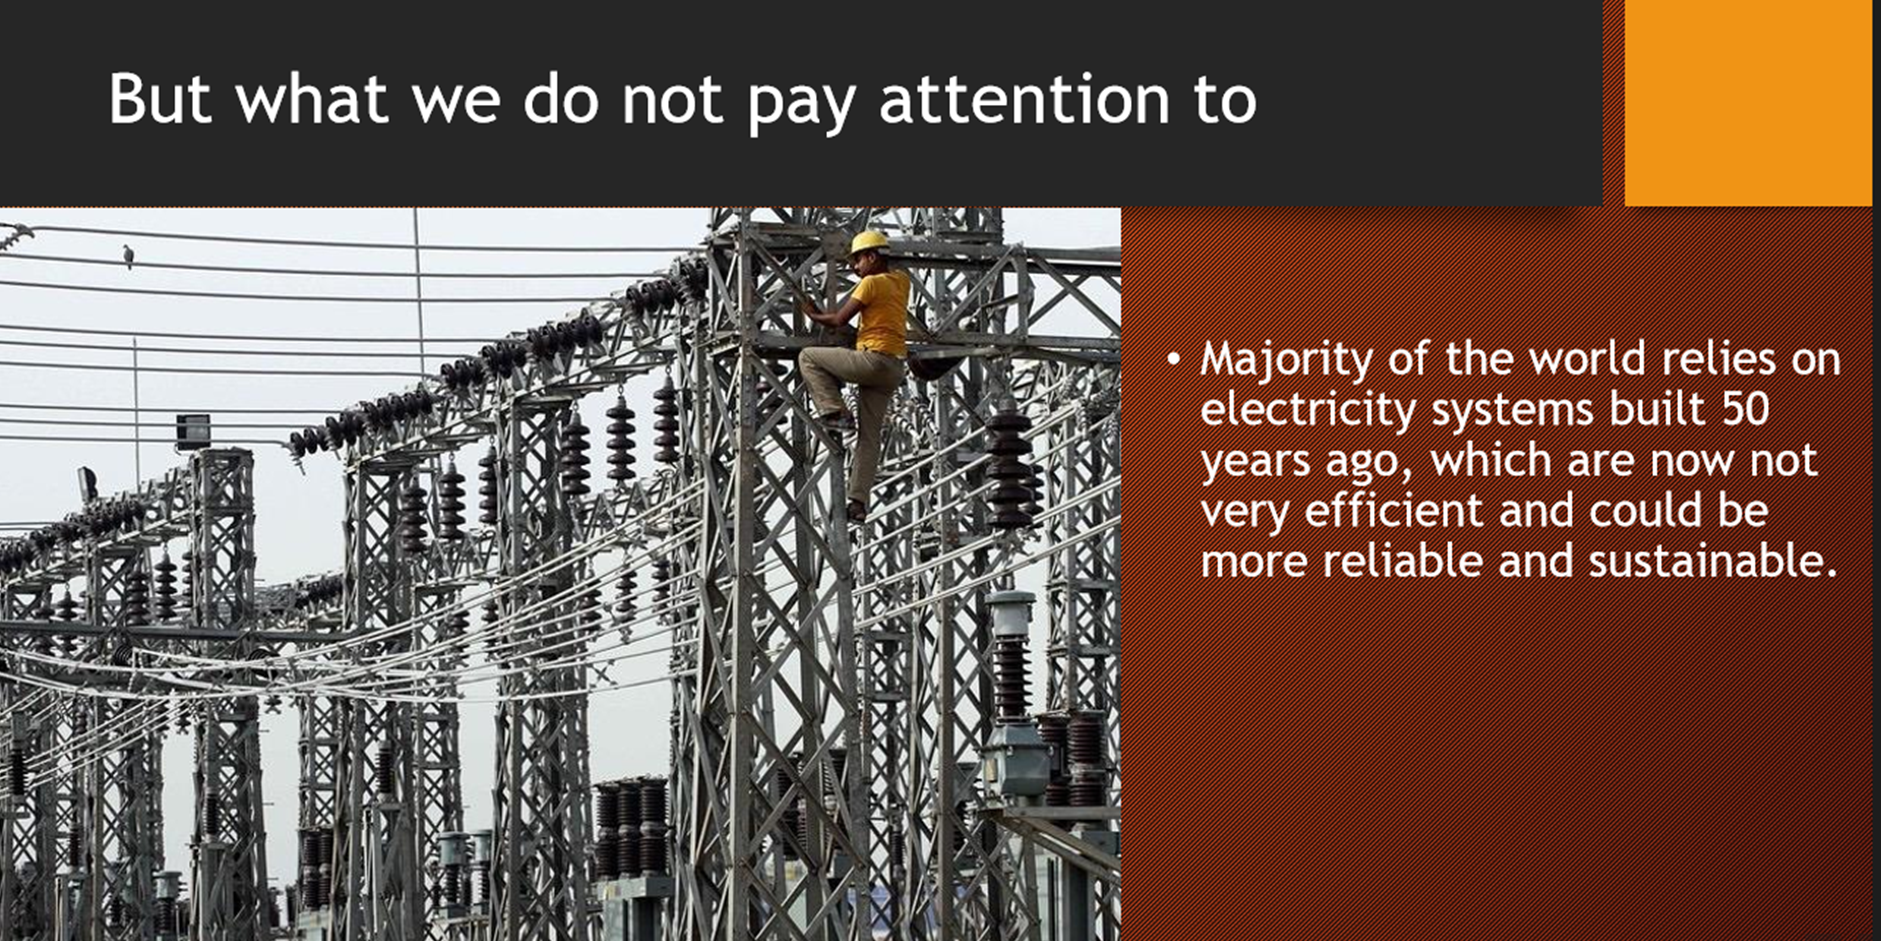 But what we do not pay attention to
• Majority of the world relies on
electricity systems built 50
years ago, which are now not
very efficient and could be
more reliable and sustainable.